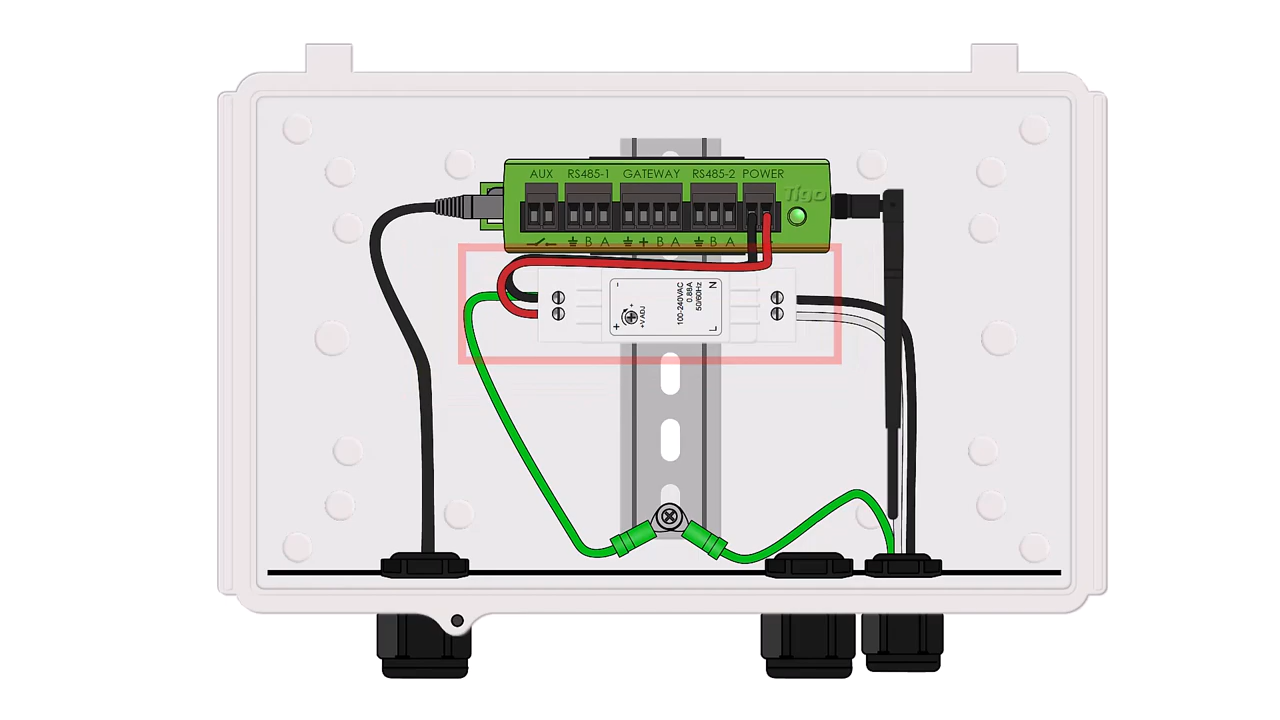 AUX RS485-1 GATEWAY RS485-2 POWER
Tigo
B A + B A B A
-
+
+
+V ADJ
100-240VAC
0.88A
50/60Hz
N
L